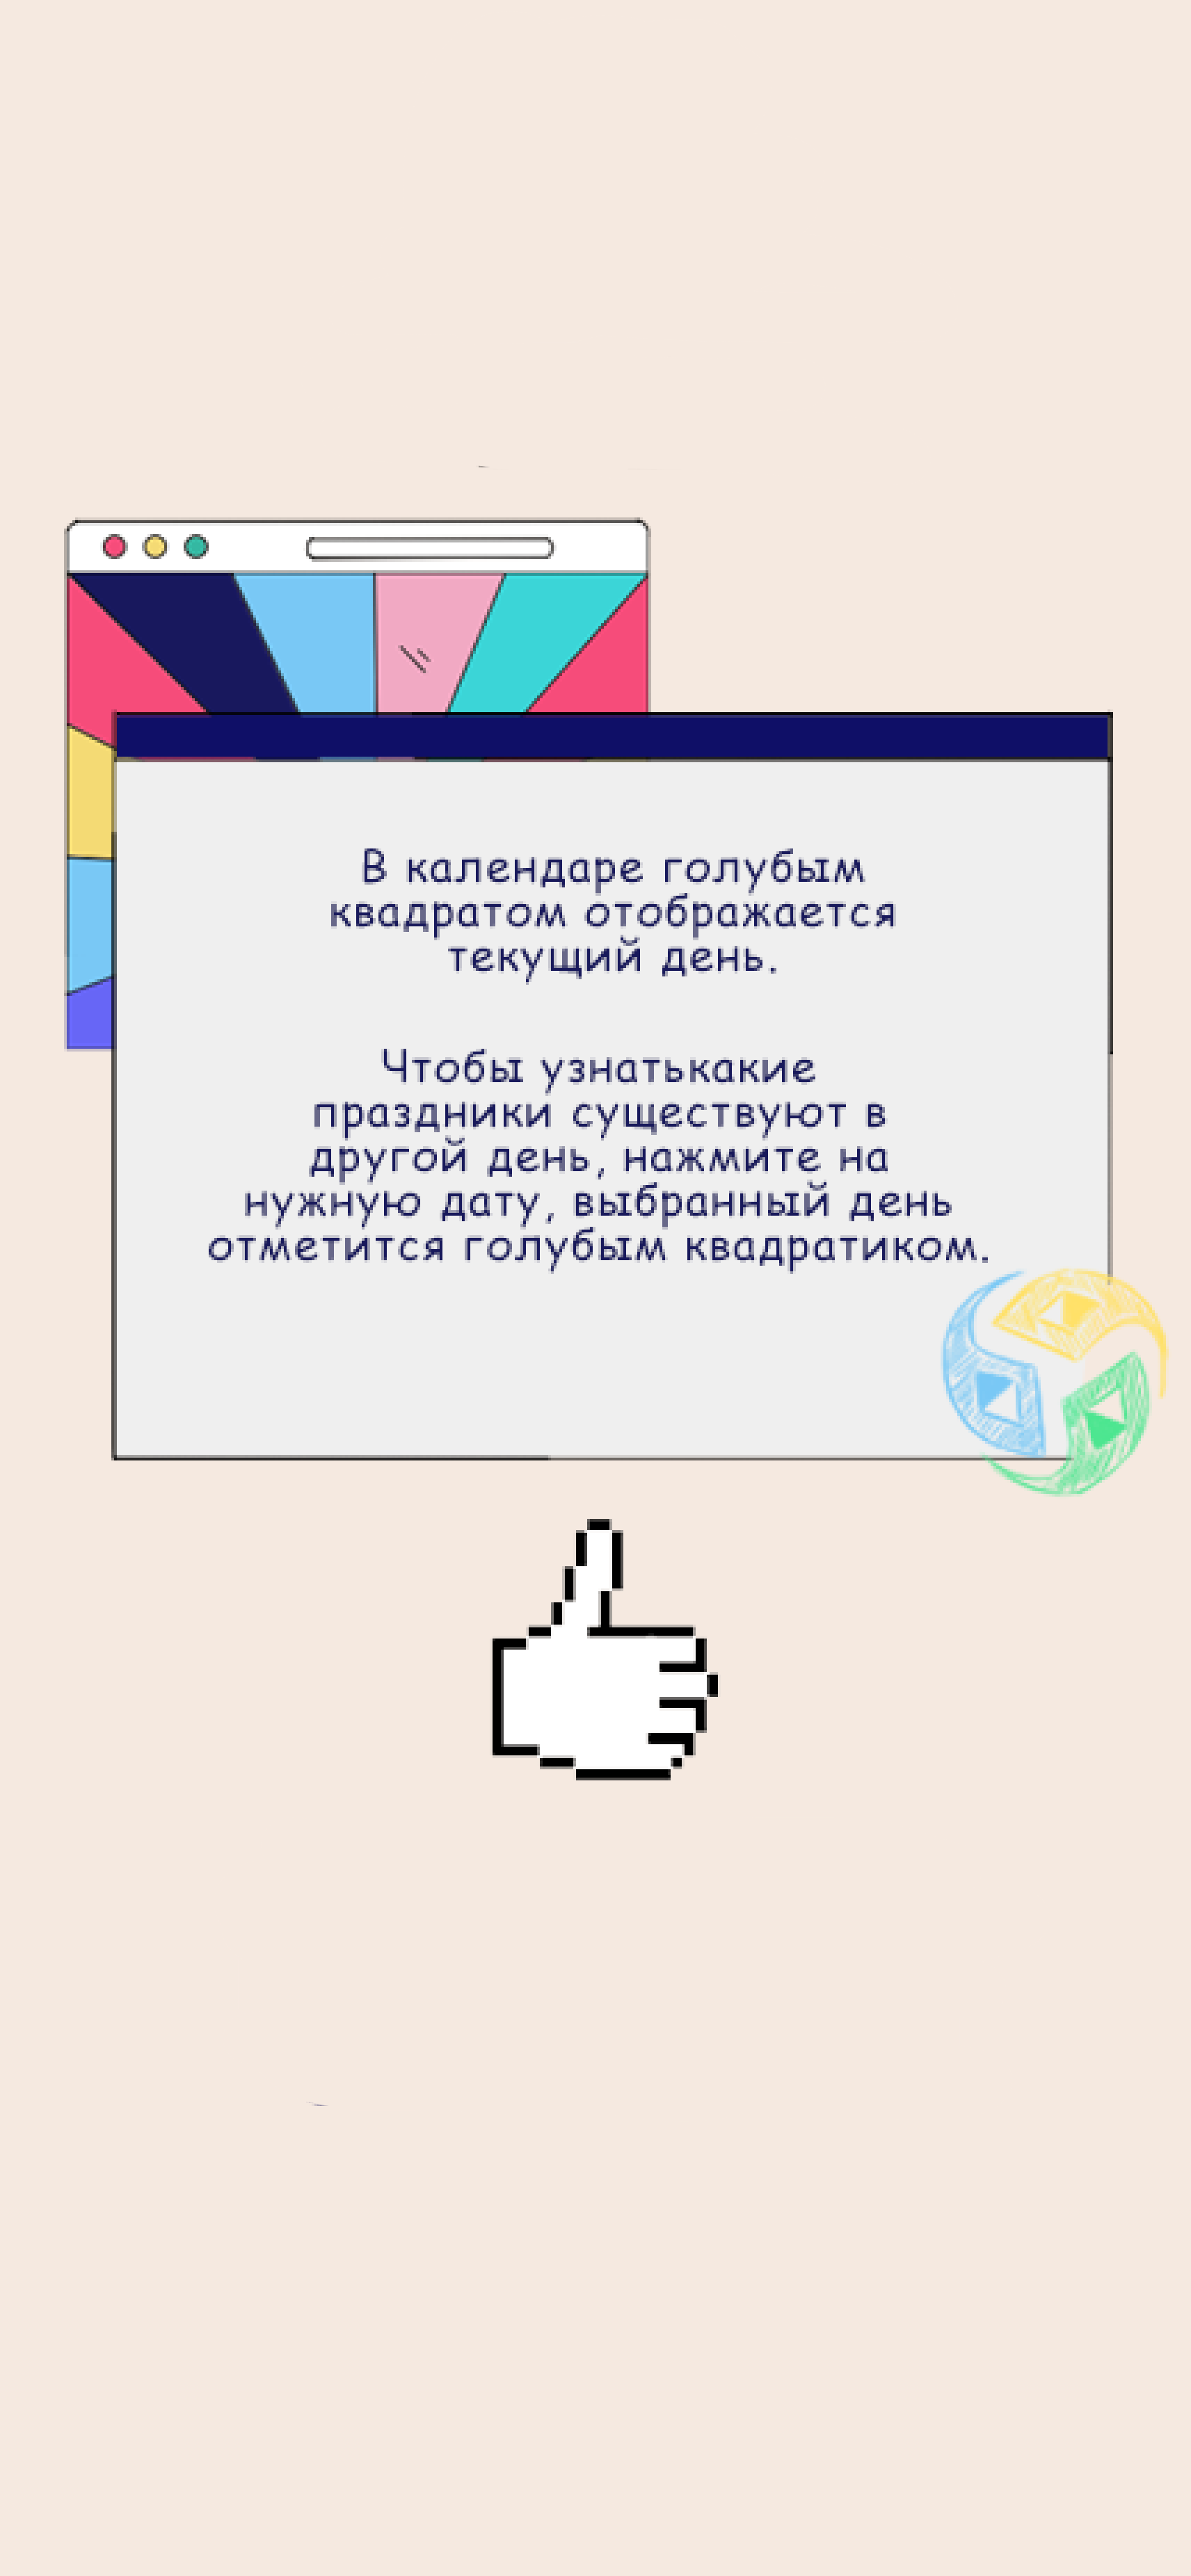 В календаре голубым
квадратом отображается
текущий день.
Чтобы узнатькакие
праздники существуют в
другой день, нажмите на
нужную дату, выбранный день
отметится голубым квадратиком.